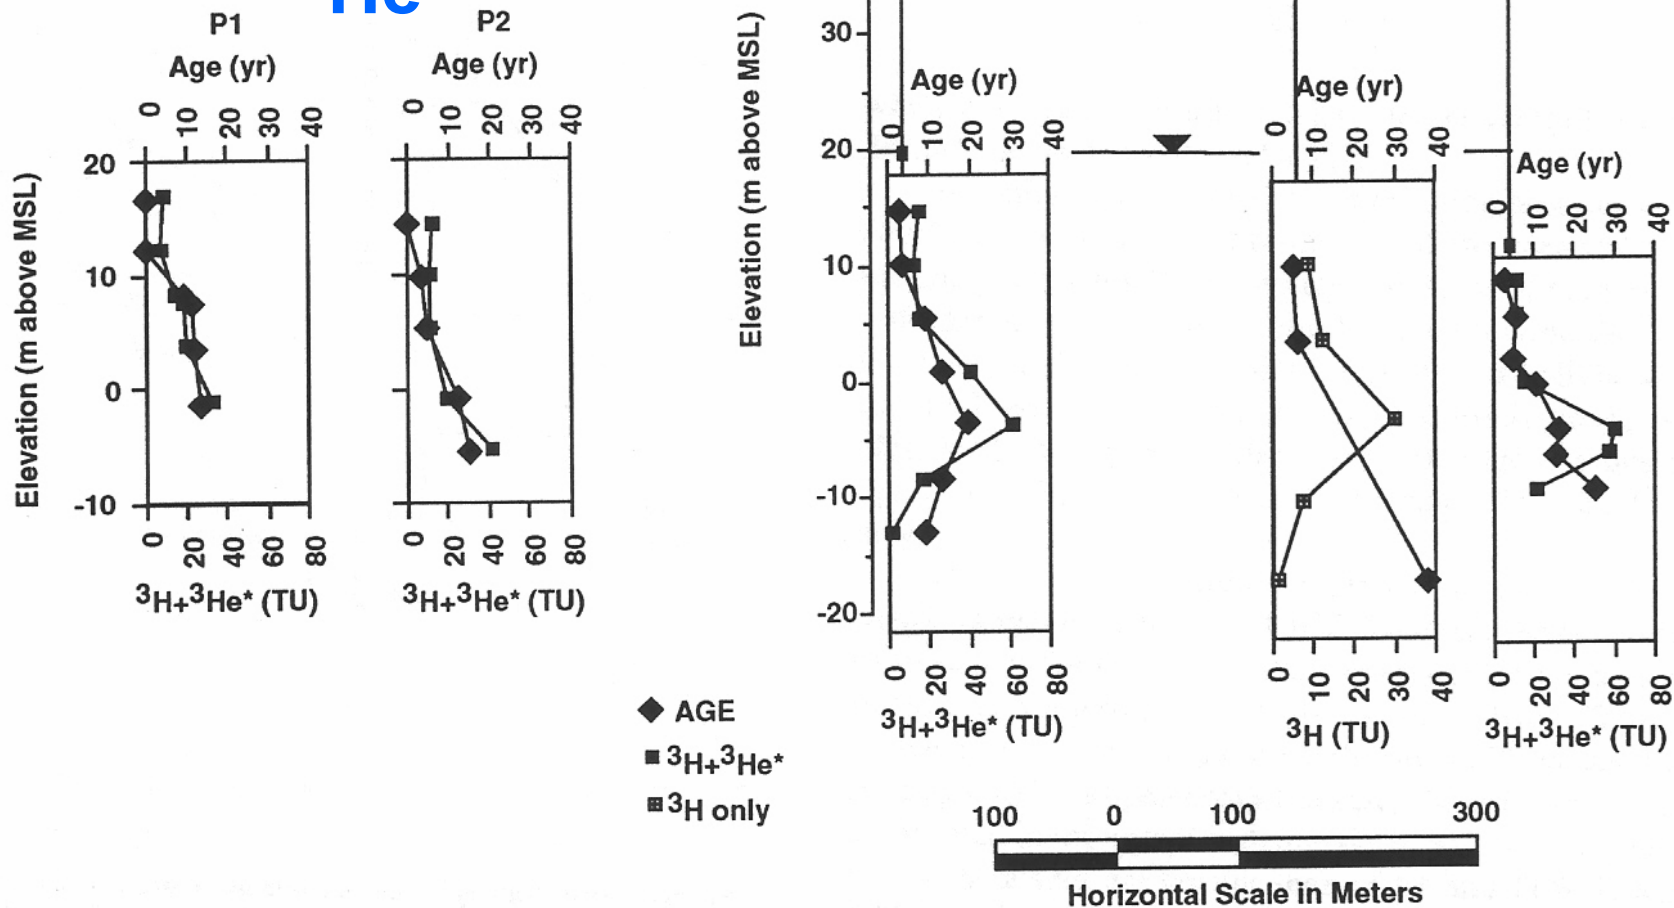 He
P1
Age (yr)
0 10 20 30 40
Elevation (m above MSL)
20
10
0
-10
0 20 40 60 80
³H+³He* (TU)
P2
Age (yr)
0 10 20 30 40
0 20 40 60 80
³H+³He* (TU)
Elevation (m above MSL)
30
20
10
0
-10
-20
Age (yr)
0 10 20 30 40
0 20 40 60 80
³H+³He* (TU)
Age (yr)
0 10 20 30 40
0 10 20 30 40
³H (TU)
Age (yr)
0 10 20 30 40
0 20 40 60 80
³H+³He* (TU)
AGE
³H+³He*
³H only
100 0 100 300
Horizontal Scale in Meters